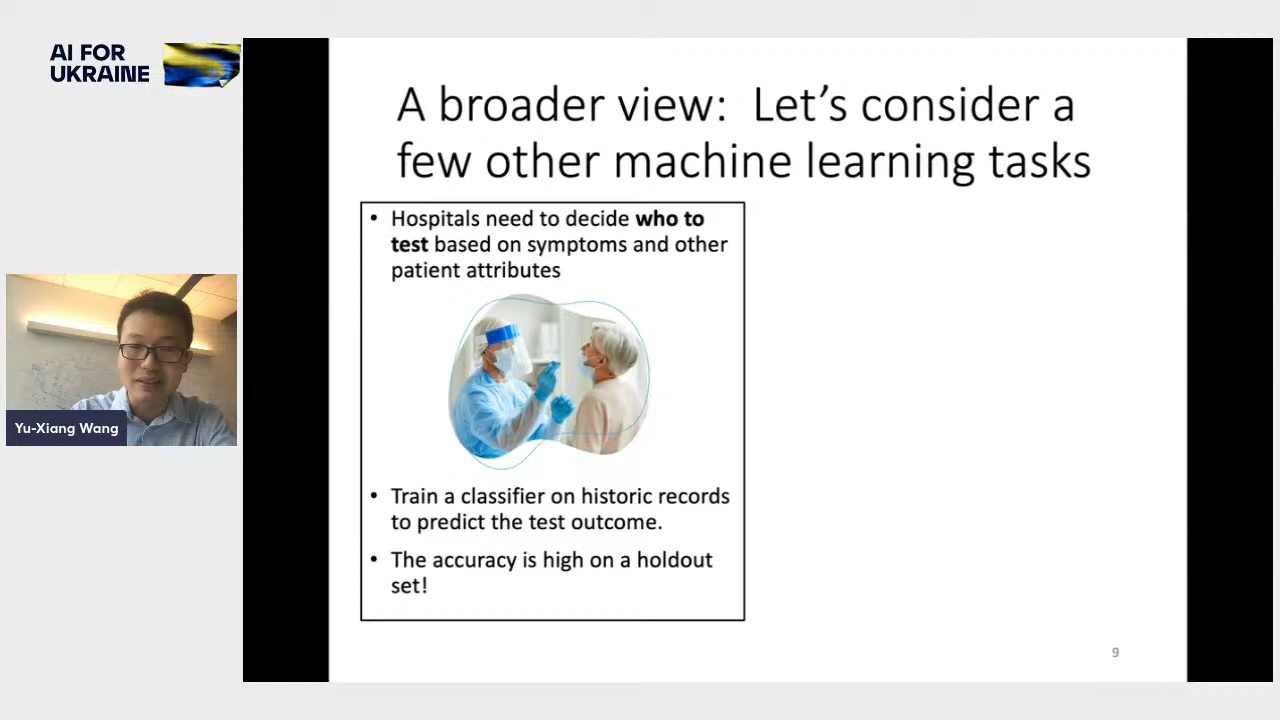 AI FOR
UKRAINE
A broader view: Let's consider a
few other machine learning tasks
• Hospitals need to decide who to
test based on symptoms and other
patient attributes
• Train a classifier on historic records
to predict the test outcome.
• The accuracy is high on a holdout
set!
Yu-Xiang Wang
9